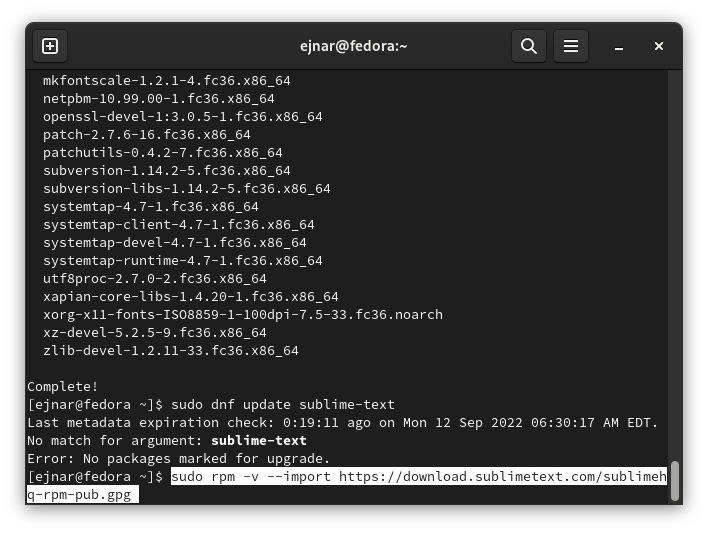 ejnar@fedora:~
mkfontscale-1.2.1-4.fc36.x86_64
netpbm-10.99.00-1.fc36.x86_64
openssl-devel-1:3.0.5-1.fc36.x86_64
patch-2.7.6-16.fc36.x86_64
patchutils-0.4.2-7.fc36.x86_64
subversion-1.14.2-5.fc36.x86_64
subversion-libs-1.14.2-5.fc36.x86_64
systemtap-4.7-1.fc36.x86_64
systemtap-client-4.7-1.fc36.x86_64
systemtap-devel-4.7-1.fc36.x86_64
systemtap-runtime-4.7-1.fc36.x86_64
utf8proc-2.7.0-2.fc36.x86_64
xapian-core-libs-1.4.20-1.fc36.x86_64
xorg-x11-fonts-ISO8859-1-100dpi-7.5-33.fc36.noarch
xz-devel-5.2.5-9.fc36.x86_64
zlib-devel-1.2.11-33.fc36.x86_64
Complete!
[ejnar@fedora ~]$ sudo dnf update sublime-text
Last metadata expiration check: 0:19:11 ago on Mon 12 Sep 2022 06:30:17 AM EDT.
No match for argument: sublime-text
Error: No packages marked for upgrade.
[ejnar@fedora ~]$ sudo rpm -v --import https://download.sublimetext.com/sublimeh
q-rpm-pub.gpg